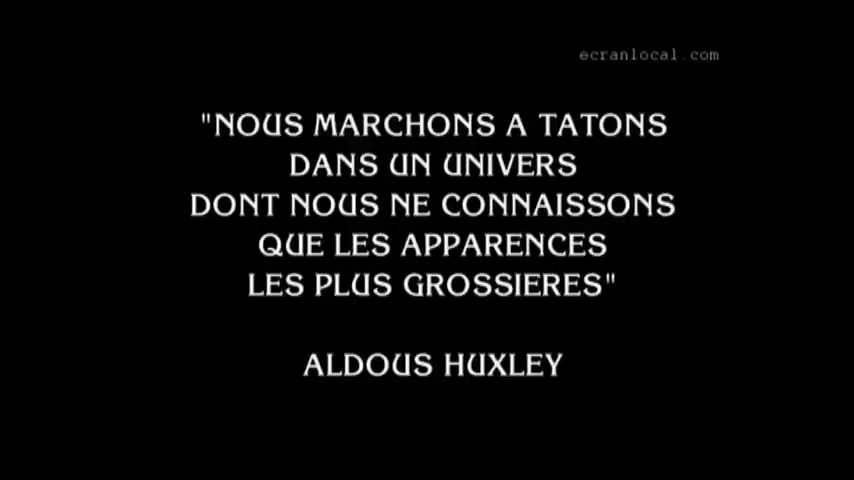 ecranlocal.com
"NOUS MARCHONS A TATONS
DANS UN UNIVERS
DONT NOUS NE CONNAISSONS
QUE LES APPARENCES
LES PLUS GROSSIERES"
ALDOUS HUXLEY